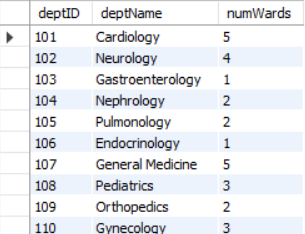 deptID deptName numWards
101 Cardiology 5
102 Neurology 4
103 Gastroenterology 1
104 Nephrology 2
105 Pulmonology 2
106 Endocrinology 1
107 General Medicine 5
108 Pediatrics 3
109 Orthopedics 2
110 Gynecology 3